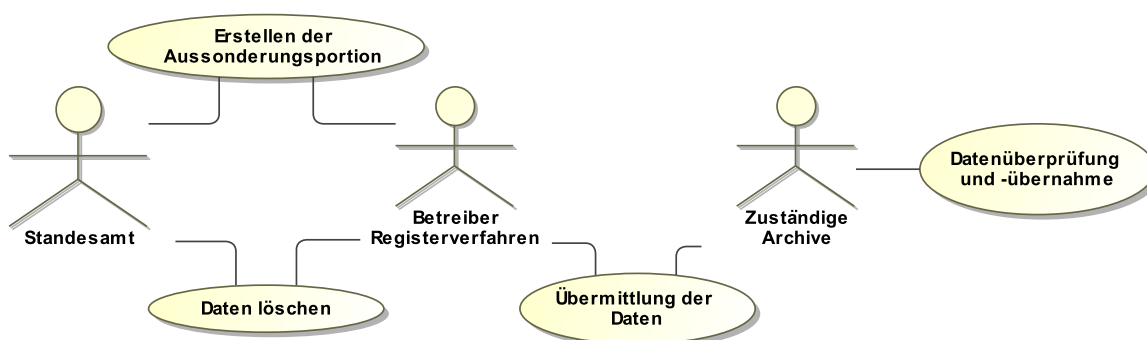 Erstellen der
Aussonderungsportion
Standesamt
Betreiber
Registerverfahren
Zuständige
Archive
Datenüberprüfung
und -übernahme
Daten löschen
Übermittlung der
Daten